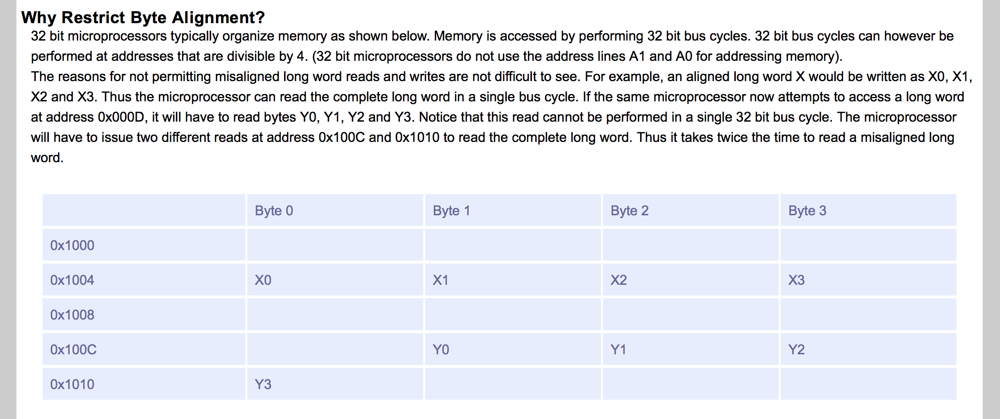 Why Restrict Byte Alignment?
32 bit microprocessors typically organize memory as shown below. Memory is accessed by performing 32 bit bus cycles. 32 bit bus cycles can however be
performed at addresses that are divisible by 4. (32 bit microprocessors do not use the address lines A1 and A0 for addressing memory).
The reasons for not permitting misaligned long word reads and writes are not difficult to see. For example, an aligned long word X would be written as X0, X1,
X2 and X3. Thus the microprocessor can read the complete long word in a single bus cycle. If the same microprocessor now attempts to access a long word
at address 0x000D, it will have to read bytes Y0, Y1, Y2 and Y3. Notice that this read cannot be performed in a single 32 bit bus cycle. The microprocessor
will have to issue two different reads at address 0x100C and 0x1010 to read the complete long word. Thus it takes twice the time to read a misaligned long
word.
Byte 0 Byte 1 Byte 2 Byte 3
0x1000
0x1004 X0 X1 X2 X3
0x1008
0x100C Y0 Y1 Y2
0x1010 Y3